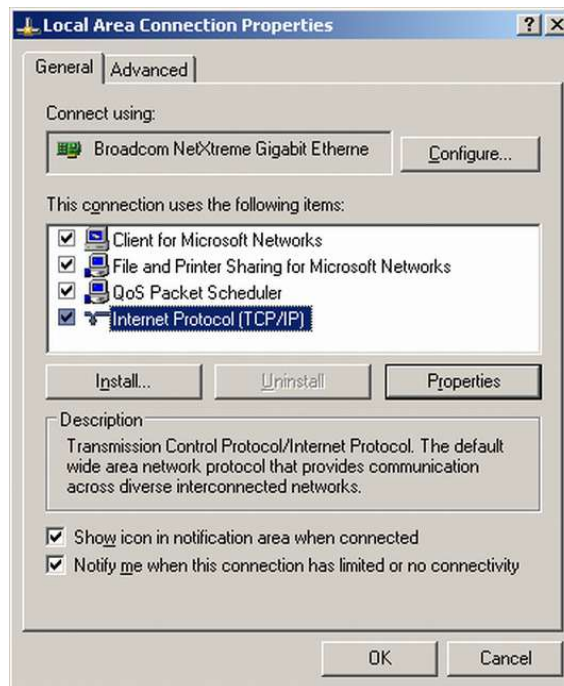 Local Area Connection Properties
General Advanced
Connect using:
Broadcom NetXtreme Gigabit Etherne Configure...
This connection uses the following items:
Client for Microsoft Networks
File and Printer Sharing for Microsoft Networks
QoS Packet Scheduler
Internet Protocol (TCP/IP)
Install... Uninstall Properties
Description
Transmission Control Protocol/Internet Protocol. The default
wide area network protocol that provides communication
across diverse interconnected networks.
Show icon in notification area when connected
Notify me when this connection has limited or no connectivity
OK Cancel